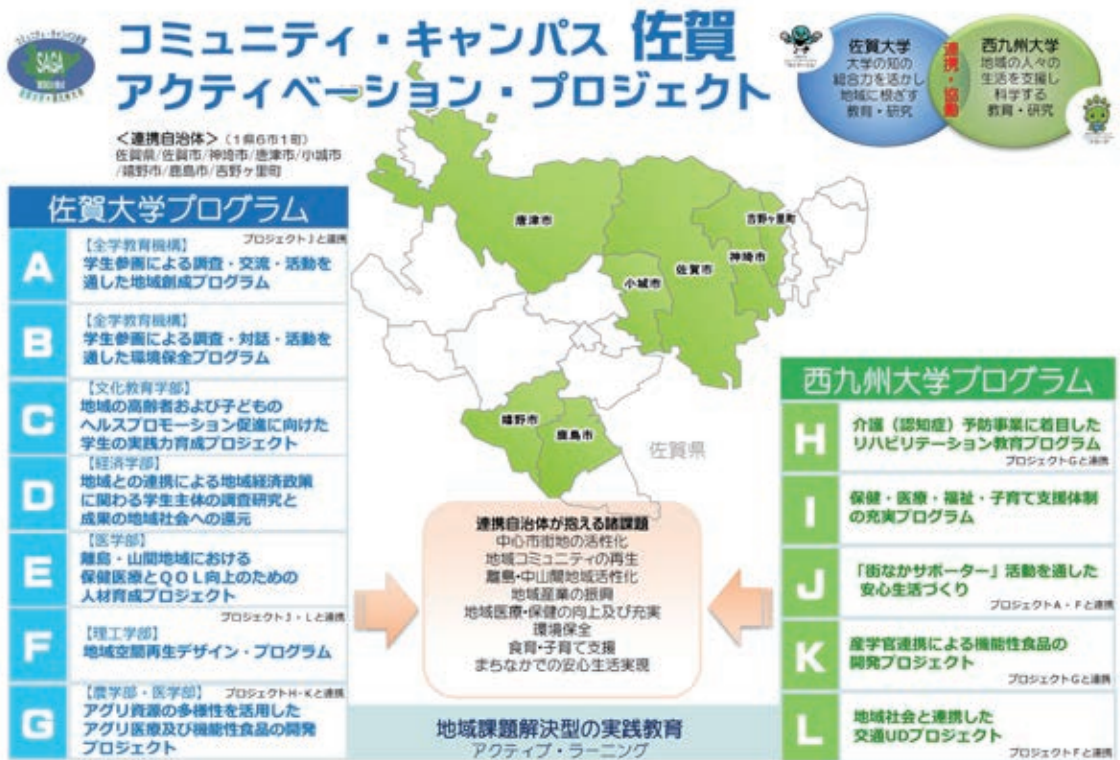 SAGA
コミュニティ・キャンパス 佐賀
アクティベーション・プロジェクト
<連携自治体>(1県6市1町)
佐賀県/佐賀市/神埼市/唐津市/小城市
/嬉野市/鹿島市/吉野ヶ里町
佐賀大学
大学の知の
総合力を活かし
地域に根ざす
教育・研究
連携・協働
西九州大学
地域の人々の
生活を支援し
科学する
教育・研究
佐賀大学プログラム
A
【全学教育機構】 プロジェクトJと連携
学生参画による調査・交流・活動を
通した地域創成プログラム
B
【全学教育機構】
学生参画による調査・対話・活動を
通した環境保全プログラム
C
【文化教育学部】
地域の高齢者および子どもの
ヘルスプロモーション促進に向けた
学生の実践力育成プロジェクト
D
【経済学部】
地域との連携による地域経済政策
に関わる学生主体の調査研究と
成果の地域社会への還元
E
【医学部】
離島・山間地域における
保健医療とQOL向上のための
人材育成プロジェクト
F
プロジェクトJ・Lと連携
【理工学部】
地域空間再生デザイン・プログラム
G
【農学部・医学部】 プロジェクトH・Kと連携
アグリ資源の多様性を活用した
アグリ医療及び機能性食品の開発
プロジェクト
唐津市
吉野ヶ里町
神埼市
佐賀市
小城市
嬉野市
鹿島市
佐賀県
連携自治体が抱える諸課題
中心市街地の活性化
地域コミュニティの再生
離島・中山間地域活性化
地域産業の振興
地域医療・保健の向上及び充実
環境保全
食育・子育て支援
まちなかでの安心生活実現
地域課題解決型の実践教育
アクティブ・ラーニング
西九州大学プログラム
H
介護(認知症)予防事業に着目した
リハビリテーション教育プログラム
プロジェクトGと連携
I
保健・医療・福祉・子育て支援体制
の充実プログラム
J
「街なかサポーター」活動を通した
安心生活づくり
プロジェクトA・Fと連携
K
産学官連携による機能性食品の
開発プロジェクト
プロジェクトGと連携
L
地域社会と連携した
交通UDプロジェクト
プロジェクトFと連携